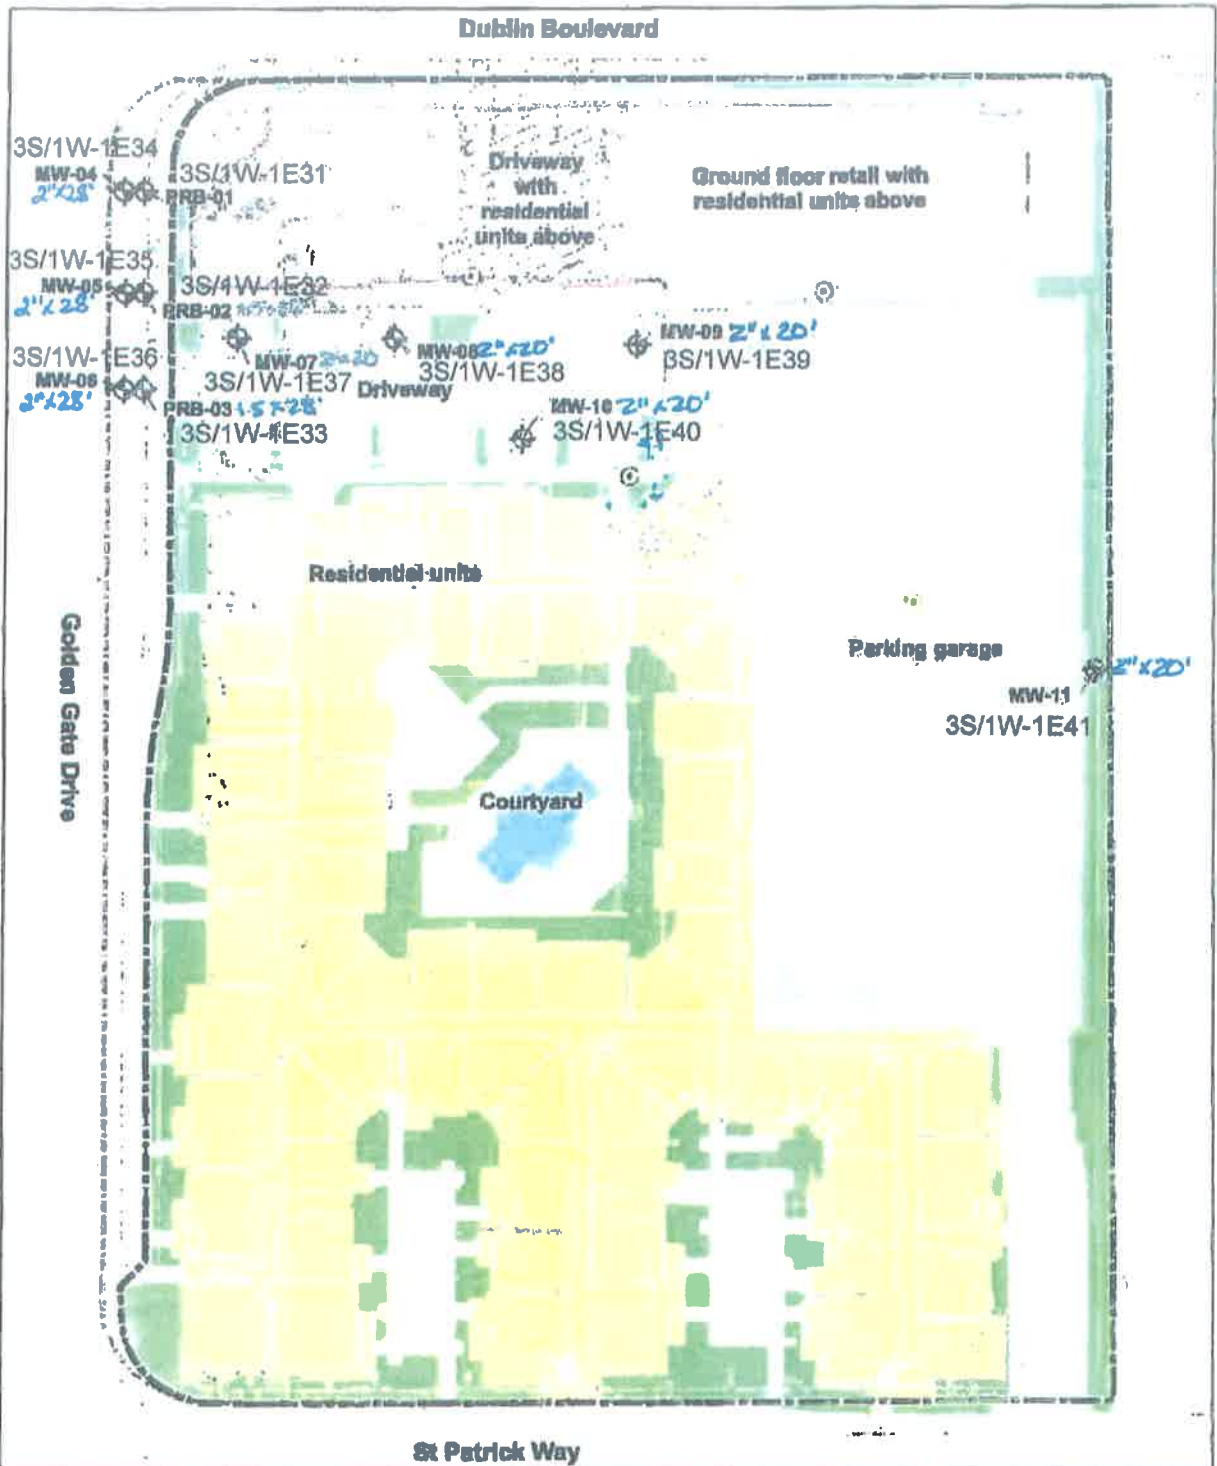 Dublin Boulevard
3S/1W-1E34
MW-04
2"x28'
3S/1W-1E31
PRB-01
Driveway
with
residential
units above
Ground floor retail with
residential units above
3S/1W-1E35
MW-05
2"x28'
3S/1W-1E32
PRB-02
3S/1W-1E36
MW-06
2"x28'
MW-07 2"x20
3S/1W-1E37
MW-08 2"x20'
3S/1W-1E38
MW-09 2"x20'
3S/1W-1E39
Driveway
PRB-03 1.5x28'
3S/1W-1E33
MW-10 2"x20'
3S/1W-1E40
Residential units
Golden Gate Drive
Parking garage
2"x20'
MW-11
3S/1W-1E41
Courtyard
St Patrick Way